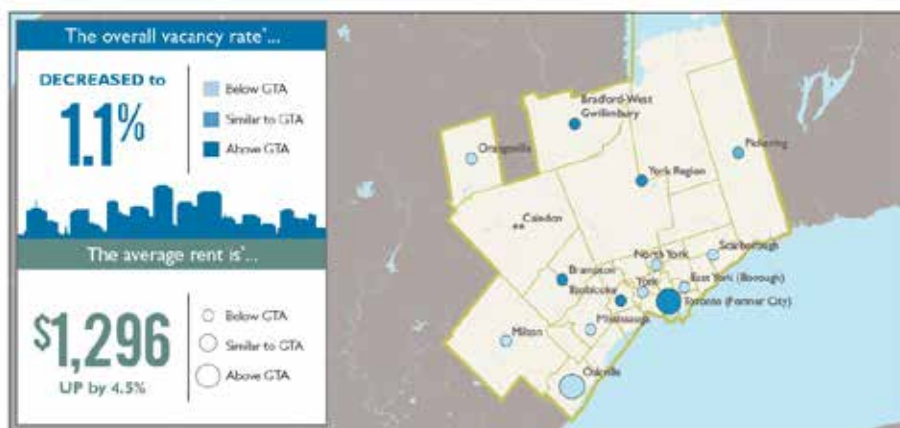 The overall vacancy rate*...
DECREASED to
1.1%
Below GTA
Similar to GTA
Above GTA
The average rent is*...
$1,296
UP by 4.5%
Below GTA
Similar to GTA
Above GTA
Bradford-West
Gwillimbury
Orangeville
Pickering
York Region
Caledon
**
North York
Scarborough
Brampton
York
East York (Borough)
Etobicoke
Toronto (Former City)
Mississauga
Milton
Oakville